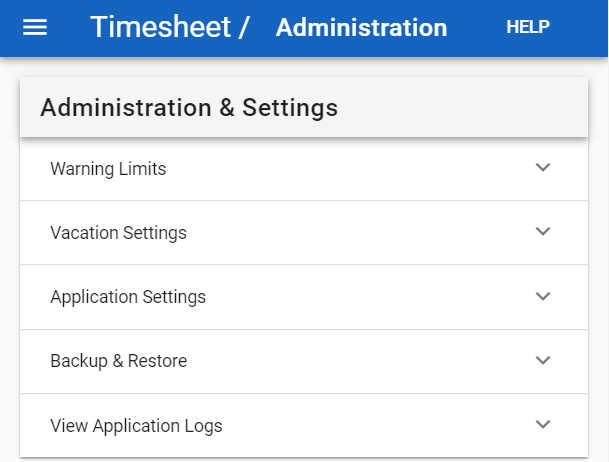 Timesheet / Administration HELP
Administration & Settings
Warning Limits
Vacation Settings
Application Settings
Backup & Restore
View Application Logs